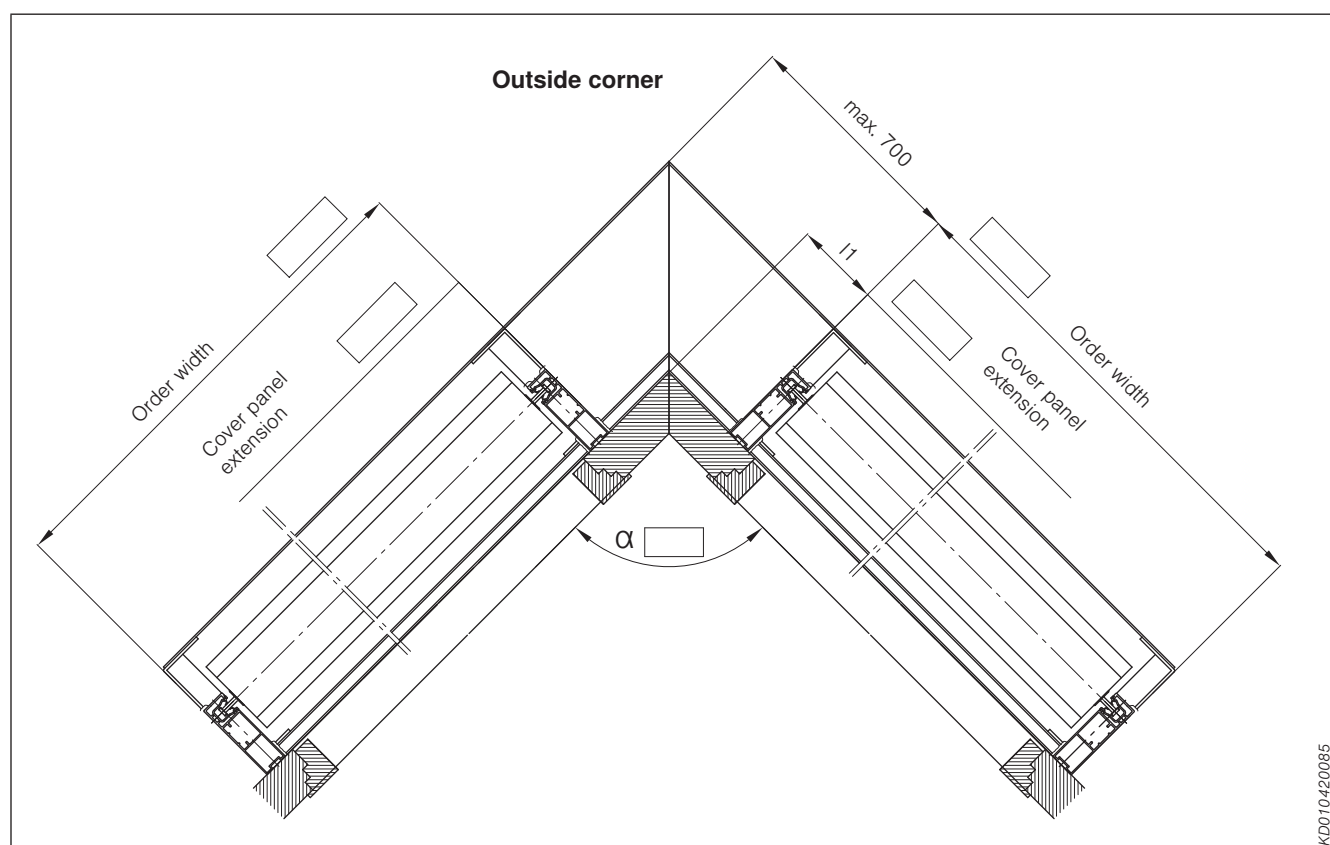 Outside corner
max. 700
l1
Order width
Cover panel
extension
Cover panel
extension
Order width
α
KD010420085